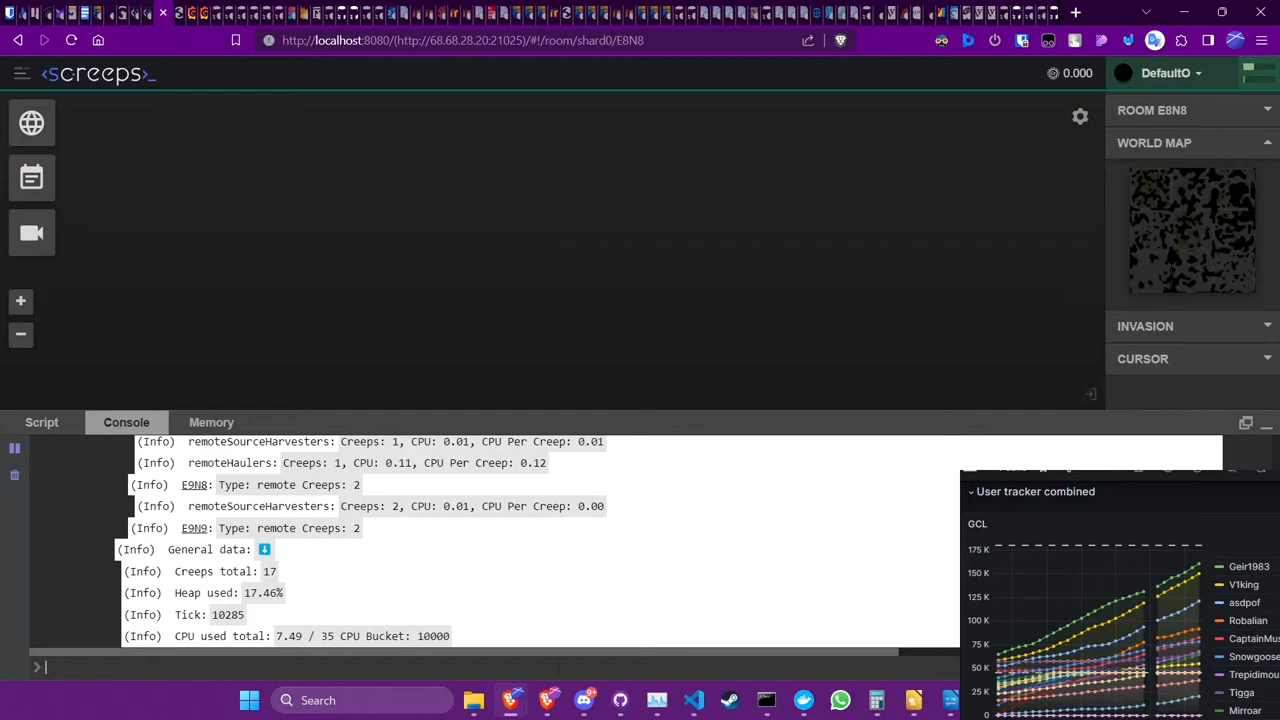 http://localhost:8080/(http://68.68.28.20:21025)/#!/room/shard0/E8N8
<screeps>_
0.000
DefaultO
ROOM E8N8
WORLD MAP
INVASION
CURSOR
Script
Console
Memory
(Info) remoteSourceHarvesters: Creeps: 1, CPU: 0.01, CPU Per Creep: 0.01
(Info) remoteHaulers: Creeps: 1, CPU: 0.11, CPU Per Creep: 0.12
(Info) E9N8: Type: remote Creeps: 2
(Info) remoteSourceHarvesters: Creeps: 2, CPU: 0.01, CPU Per Creep: 0.00
(Info) E9N9: Type: remote Creeps: 2
(Info) General data:
(Info) Creeps total: 17
(Info) Heap used: 17.46%
(Info) Tick: 10285
(Info) CPU used total: 7.49 / 35 CPU Bucket: 10000
User tracker combined
GCL
175 K
150 K
125 K
100 K
75 K
50 K
25 K
0
Geir1983
V1king
asdpof
Robalian
CaptainMus
Snowgoose
Trepidimou
Tigga
Mirroar
Search